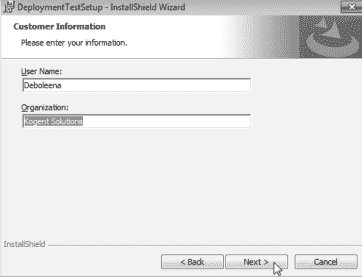 DeploymentTestSetup - InstallShield Wizard
Customer Information
Please enter your information.
User Name:
Deboleena
Organization:
Kogent Solutions
InstallShield
< Back
Next >
Cancel